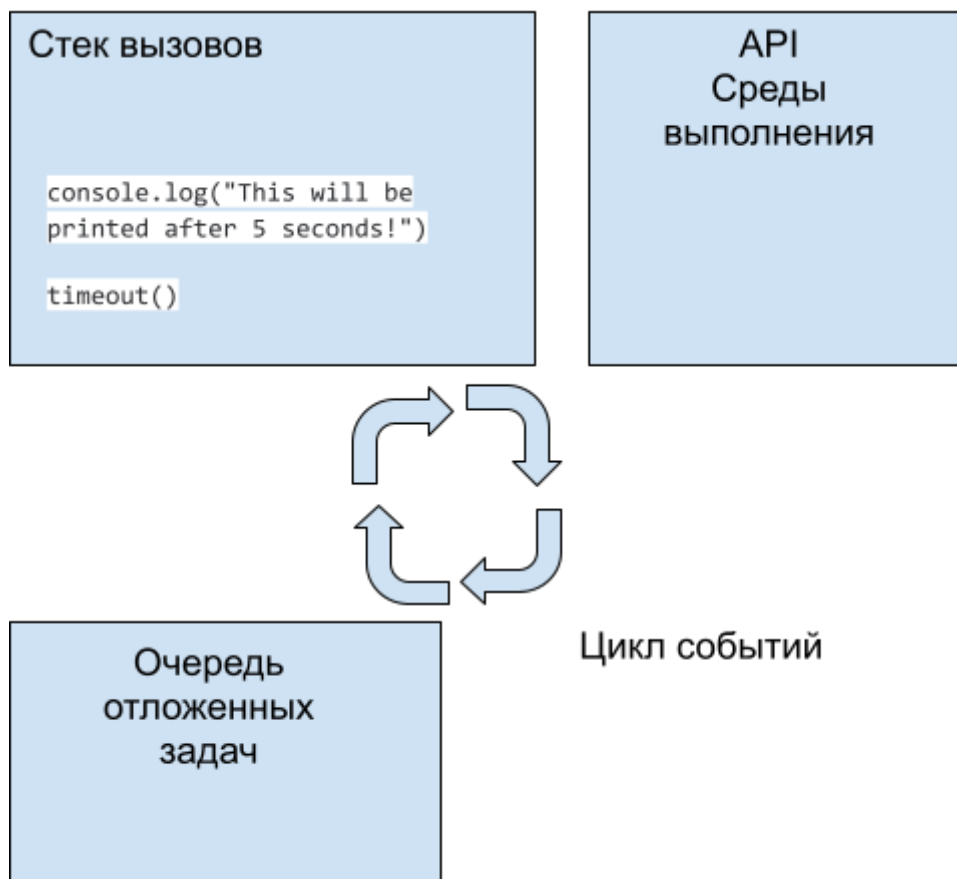 Стек вызовов
console.log("This will be
printed after 5 seconds!")
timeout()
API
Среды
выполнения
Цикл событий
Очередь
отложенных
задач